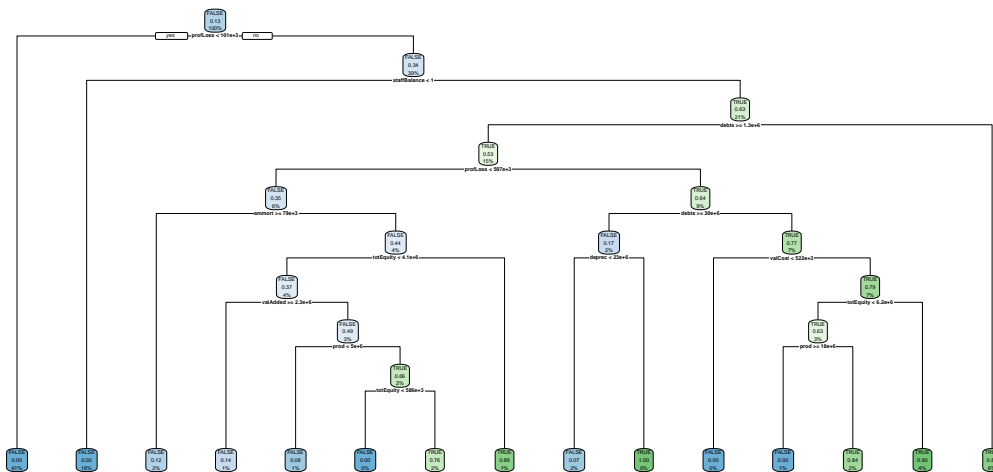 FALSE
0.13
100%
yes profLoss < 101e+3 no
FALSE
0.34
39%
staffBalance < 1
TRUE
0.63
21%
debts >= 1.3e+6
TRUE
0.53
15%
profLoss < 587e+3
FALSE
0.35
6%
TRUE
0.64
9%
ammort >= 79e+3
debts >= 39e+6
FALSE
0.44
4%
FALSE
0.17
2%
TRUE
0.77
7%
totEquity < 4.1e+6
deprec < 23e+6
valCost < 522e+3
FALSE
0.37
4%
TRUE
0.79
7%
valAdded >= 2.3e+6
totEquity < 6.2e+6
FALSE
0.49
3%
TRUE
0.63
3%
prod < 5e+6
prod >= 18e+6
TRUE
0.66
2%
totEquity < 586e+3
FALSE
0.00
61%
FALSE
0.00
18%
FALSE
0.12
3%
FALSE
0.14
1%
FALSE
0.08
1%
FALSE
0.00
0%
TRUE
0.76
2%
TRUE
0.88
1%
FALSE
0.07
2%
TRUE
1.00
0%
FALSE
0.00
0%
FALSE
0.00
1%
TRUE
0.84
2%
TRUE
0.90
4%